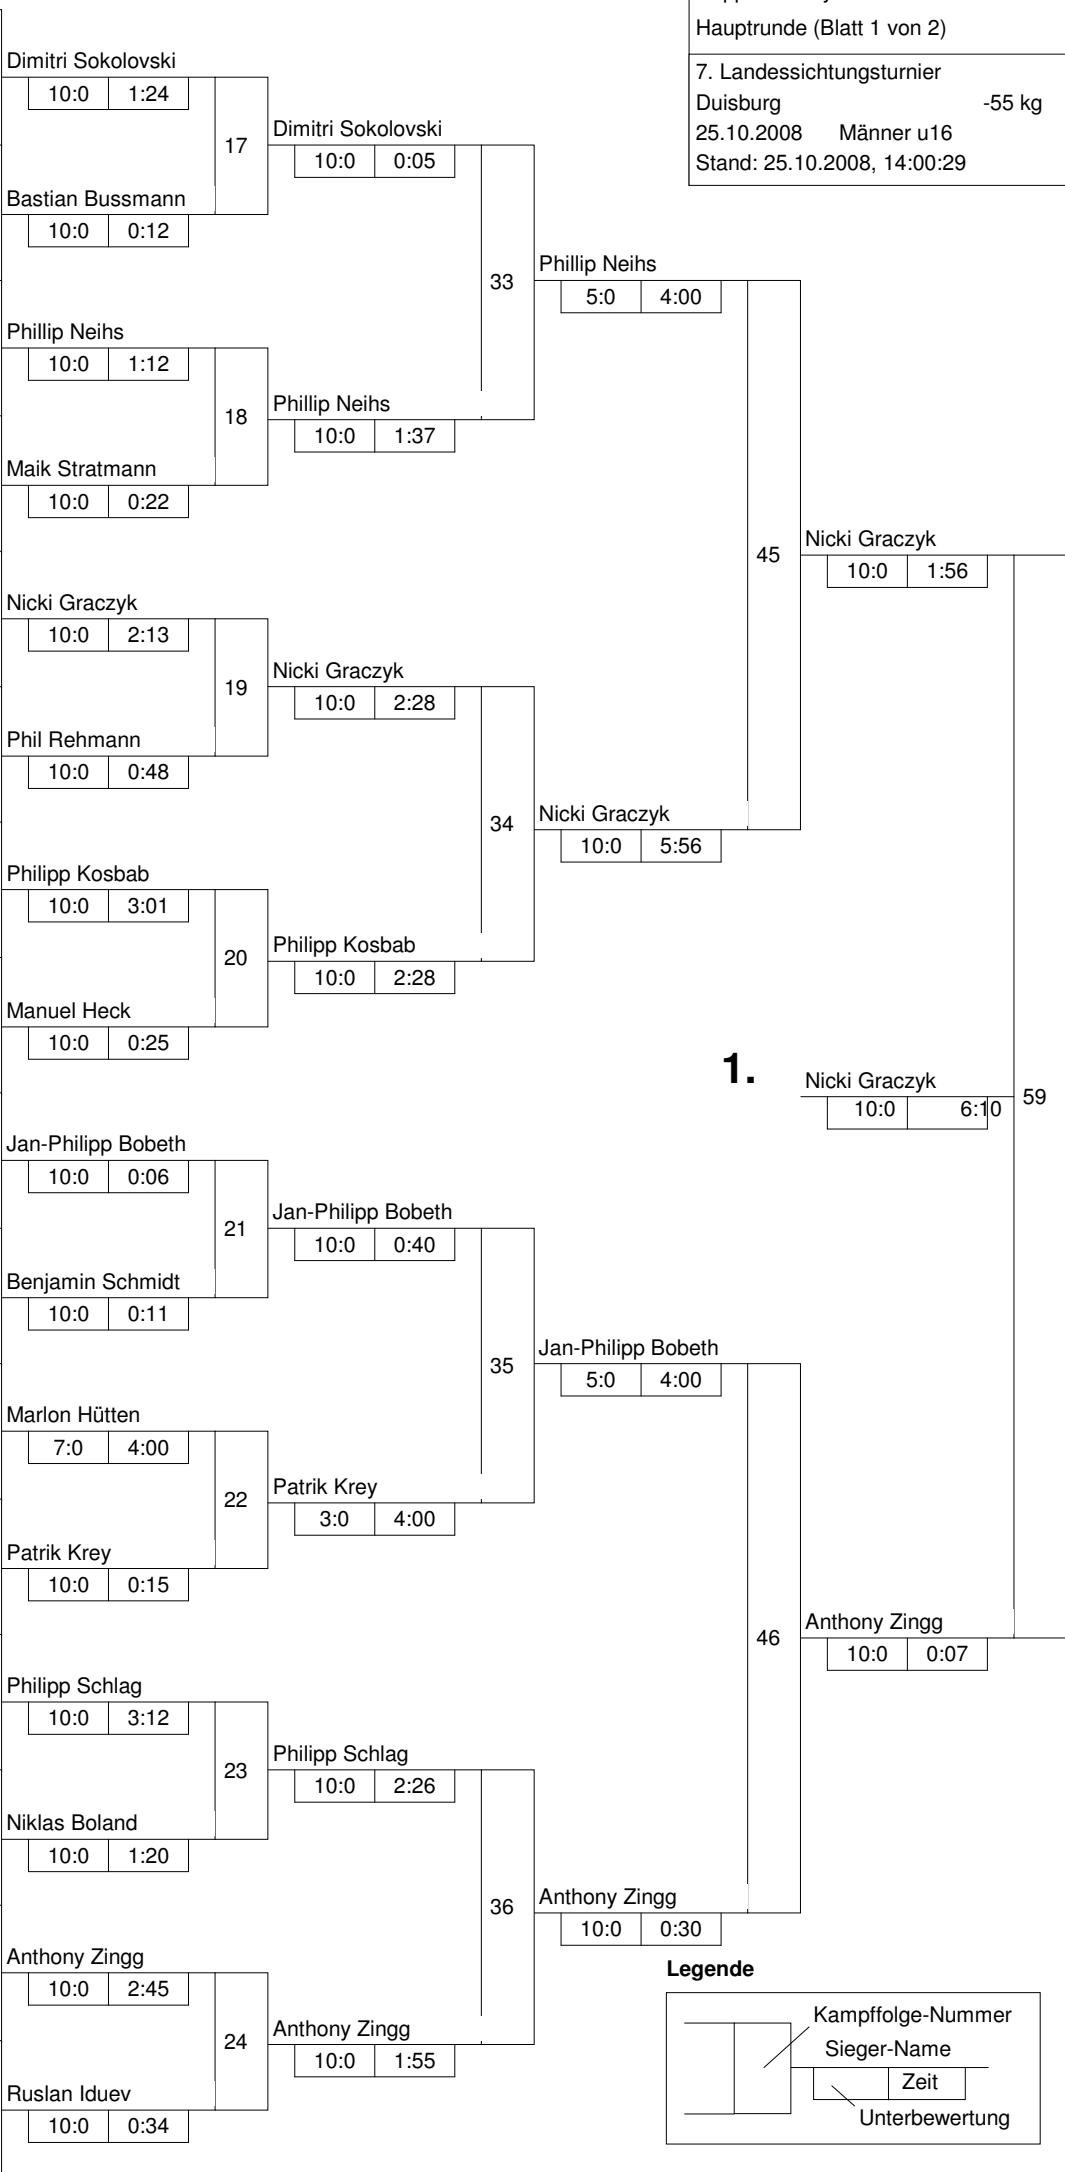 Hauptrunde (Blatt 1 von 2)
7. Landessichtungsturnier
Duisburg -55 kg
25.10.2008 Männer u16
Stand: 25.10.2008, 14:00:29
Dimitri Sokolovski
10:0 1:24
17
Bastian Bussmann
10:0 0:12
Phillip Neihs
10:0 1:12
18
Maik Stratmann
10:0 0:22
Nicki Graczyk
10:0 2:13
19
Phil Rehmann
10:0 0:48
Philipp Kosbab
10:0 3:01
20
Manuel Heck
10:0 0:25
Jan-Philipp Bobeth
10:0 0:06
21
Benjamin Schmidt
10:0 0:11
Marlon Hütten
7:0 4:00
22
Patrik Krey
10:0 0:15
Philipp Schlag
10:0 3:12
23
Niklas Boland
10:0 1:20
Anthony Zingg
10:0 2:45
24
Ruslan Iduev
10:0 0:34
Dimitri Sokolovski
10:0 0:05
33
Phillip Neihs
10:0 1:37
Nicki Graczyk
10:0 2:28
34
Philipp Kosbab
10:0 2:28
Jan-Philipp Bobeth
10:0 0:40
35
Patrik Krey
3:0 4:00
Philipp Schlag
10:0 2:26
36
Anthony Zingg
10:0 1:55
Phillip Neihs
5:0 4:00
45
Nicki Graczyk
10:0 5:56
Jan-Philipp Bobeth
5:0 4:00
46
Anthony Zingg
10:0 0:30
Nicki Graczyk
10:0 1:56
1. Nicki Graczyk
10:0 6:10
59
Anthony Zingg
10:0 0:07
Legende
Kampffolge-Nummer
Sieger-Name
Zeit
Unterbewertung